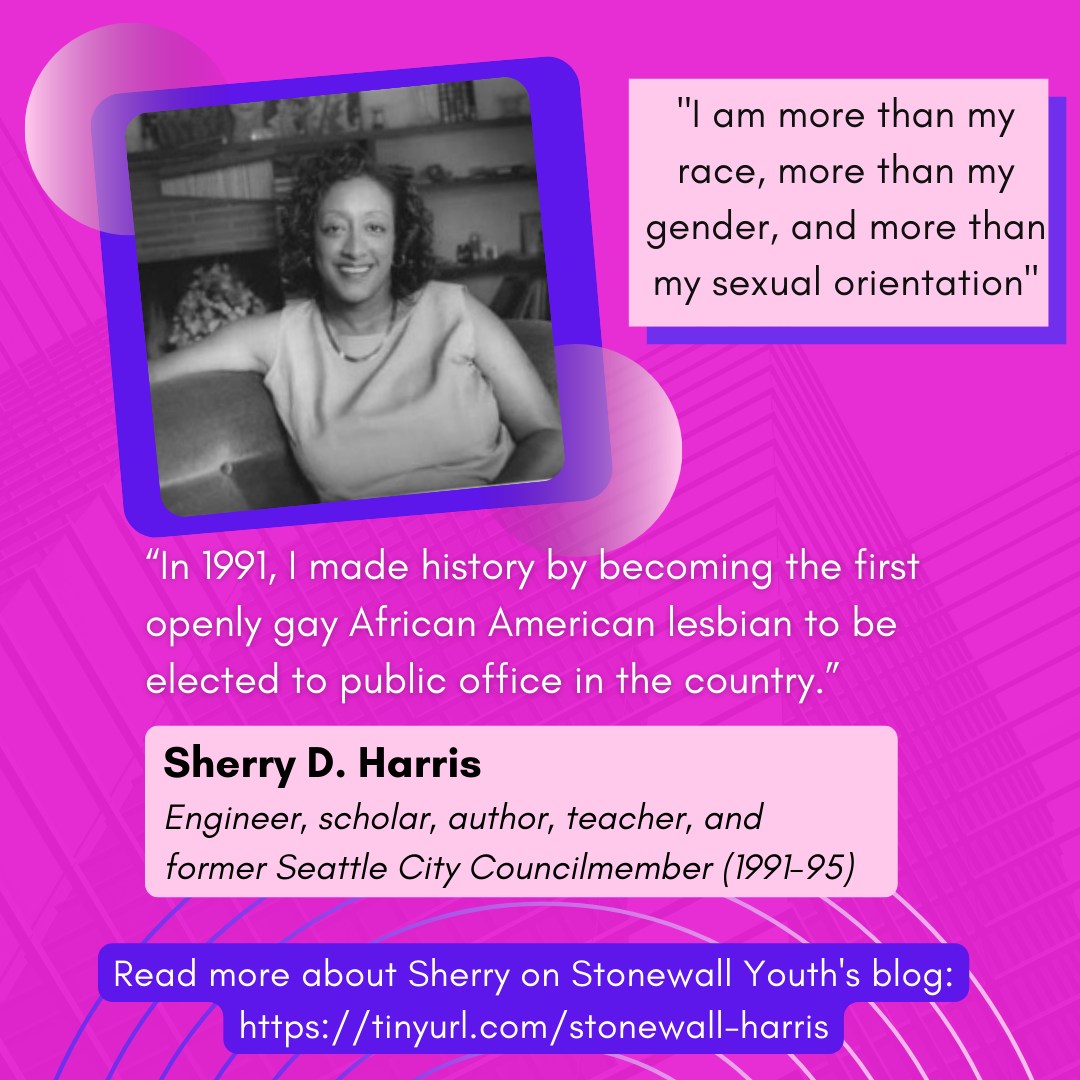 "I am more than my
race, more than my
gender, and more than
my sexual orientation"
“In 1991, I made history by becoming the first
openly gay African American lesbian to be
elected to public office in the country.”
Sherry D. Harris
Engineer, scholar, author, teacher, and
former Seattle City Councilmember (1991-95)
Read more about Sherry on Stonewall Youth's blog:
https://tinyurl.com/stonewall-harris